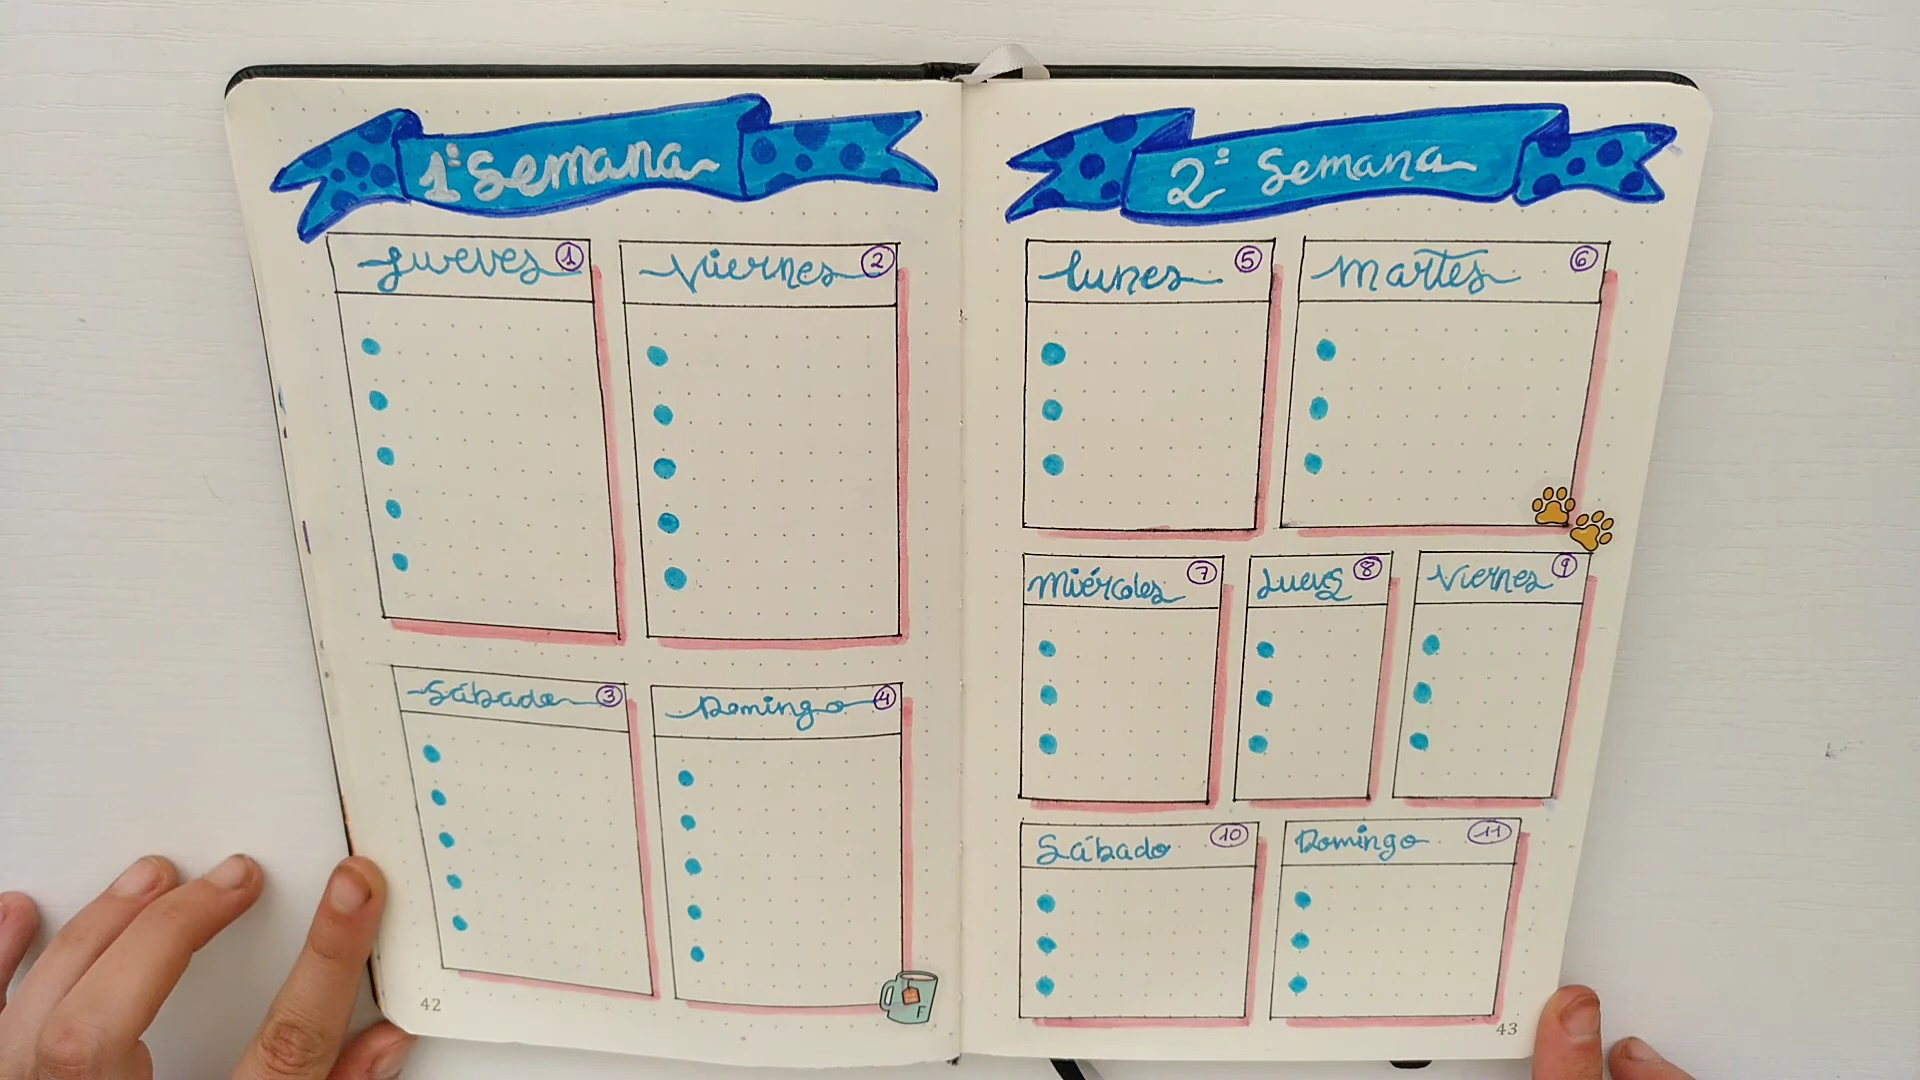 1ª Semana
Jueves 1
Viernes 2
Sábado 3
Domingo 4
F
42
2ª Semana
Lunes 5
Martes 6
Miércoles 7
Jueves 8
Viernes 9
Sábado 10
Domingo 11
43